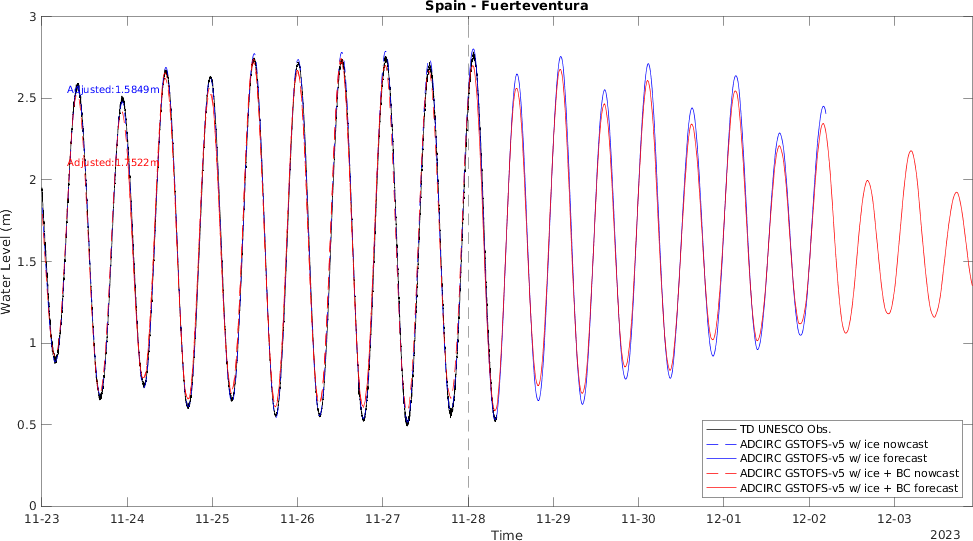 Spain - Fuerteventura
3
2.5
2
1.5
1
0.5
0
Water Level (m)
Adjusted:1.5849m
Adjusted:1.7522m
TD UNESCO Obs.
ADCIRC GSTOFS-v5 w/ ice nowcast
ADCIRC GSTOFS-v5 w/ ice forecast
ADCIRC GSTOFS-v5 w/ ice + BC nowcast
ADCIRC GSTOFS-v5 w/ ice + BC forecast
11-23 11-24 11-25 11-26 11-27 11-28 11-29 11-30 12-01 12-02 12-03
Time
2023